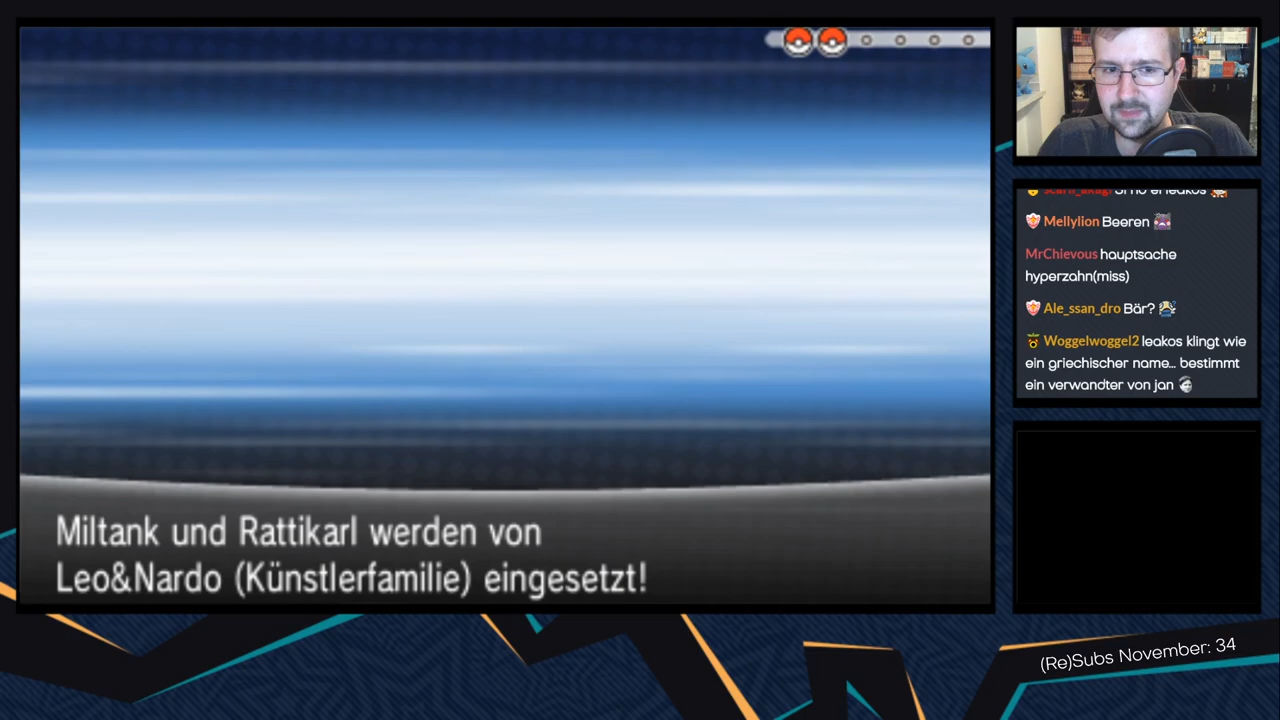 Miltank und Rattikarl werden von
Leo&Nardo (Künstlerfamilie) eingesetzt!
Mellylion Beeren
MrChievous hauptsache
hyperzahn(miss)
Ale_ssan_dro Bär?
Woggelwoggel2 leakos klingt wie
ein griechischer name... bestimmt
ein verwandter von jan
(Re)Subs November: 34